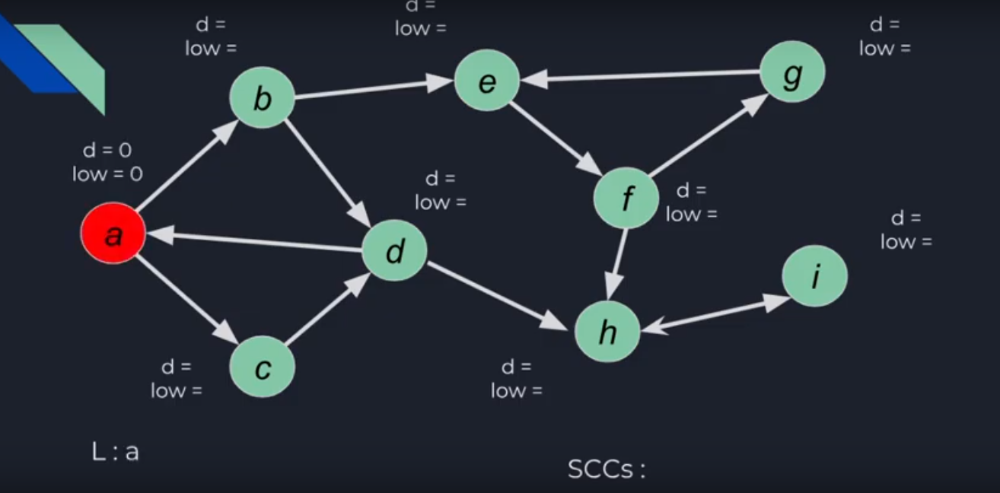 d =
low =
d =
low =
d =
low =
b
e
g
d = 0
low = 0
d =
low =
f
d =
low =
d =
low =
a
d
i
h
d =
low =
c
d =
low =
L : a
SCCs :